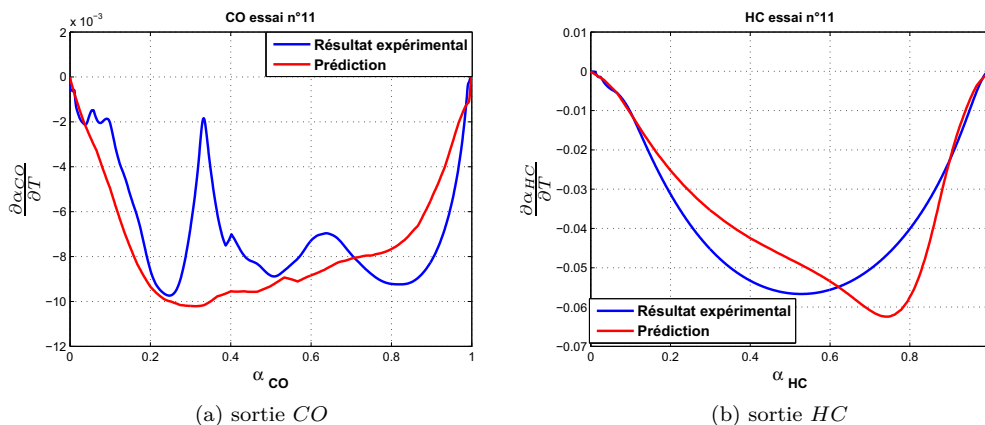 CO essai n°11
x 10⁻³
2
0
−2
−4
−6
−8
−10
−12
0
0.2
0.4
0.6
0.8
1
∂α_CO/∂T
α CO
Résultat expérimental
Prédiction
(a) sortie CO
HC essai n°11
0.01
0
−0.01
−0.02
−0.03
−0.04
−0.05
−0.06
−0.07
0
0.2
0.4
0.6
0.8
∂α_HC/∂T
α HC
Résultat expérimental
Prédiction
(b) sortie HC